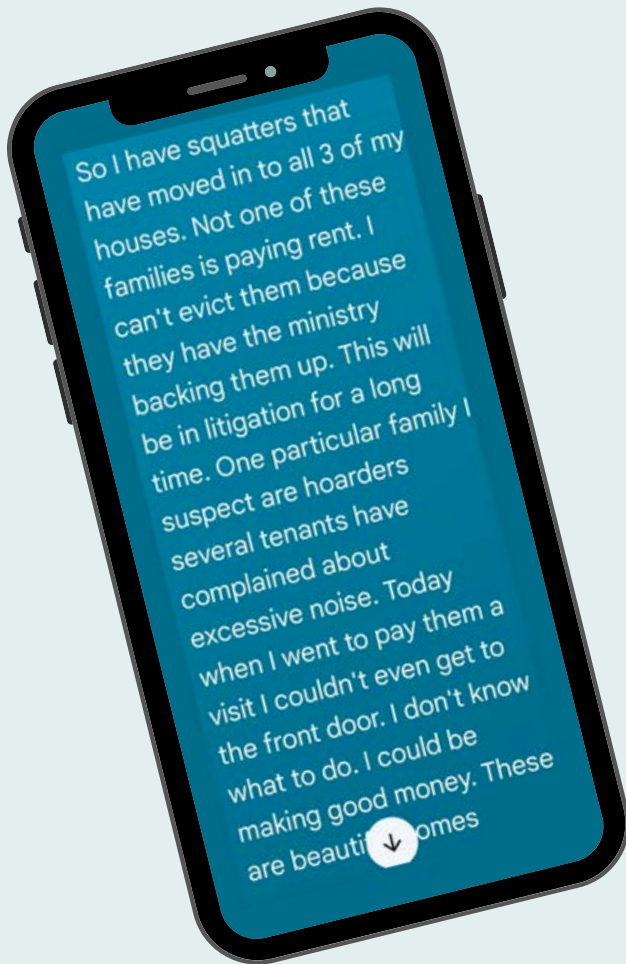 So I have squatters that
have moved in to all 3 of my
houses. Not one of these
families is paying rent. I
can't evict them because
they have the ministry
backing them up. This will
be in litigation for a long
time. One particular family I
suspect are hoarders
several tenants have
complained about
excessive noise. Today
when I went to pay them a
visit I couldn't even get to
the front door. I don't know
what to do. I could be
making good money. These
are